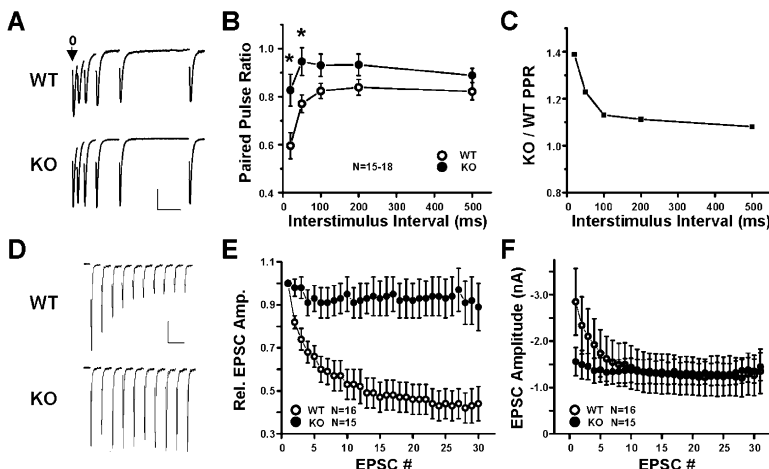 A
0
WT
KO
B
Paired Pulse Ratio
1.0
0.8
0.6
0.4
*
*
N=15-18
WT
KO
0 100 200 300 400 500
Interstimulus Interval (ms)
C
KO / WT PPR
1.4
1.2
1.0
0.8
0 100 200 300 400 500
Interstimulus Interval (ms)
D
WT
KO
E
Rel. EPSC Amp.
1.1
0.9
0.7
0.5
0.3
WT N=16
KO N=15
0 5 10 15 20 25 30
EPSC #
F
EPSC Amplitude (nA)
-3.0
-2.0
-1.0
-0
WT N=16
KO N=15
0 5 10 15 20 25 30
EPSC #